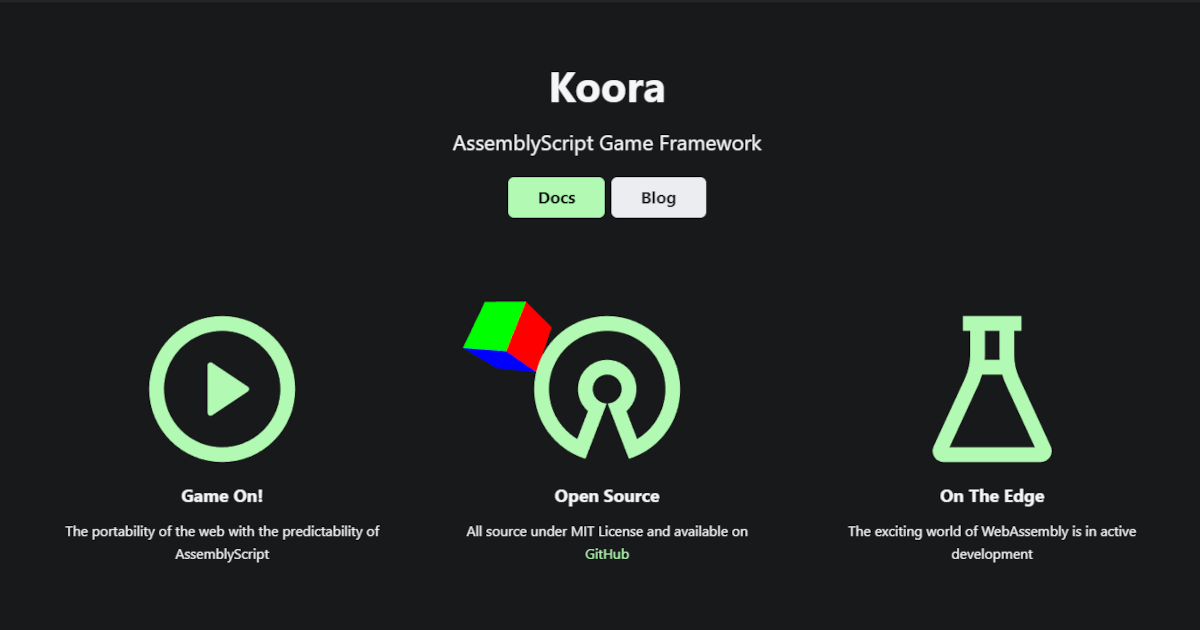 Koora
AssemblyScript Game Framework
Docs
Blog
Game On!
The portability of the web with the predictability of
AssemblyScript
Open Source
All source under MIT License and available on
GitHub
On The Edge
The exciting world of WebAssembly is in active
development